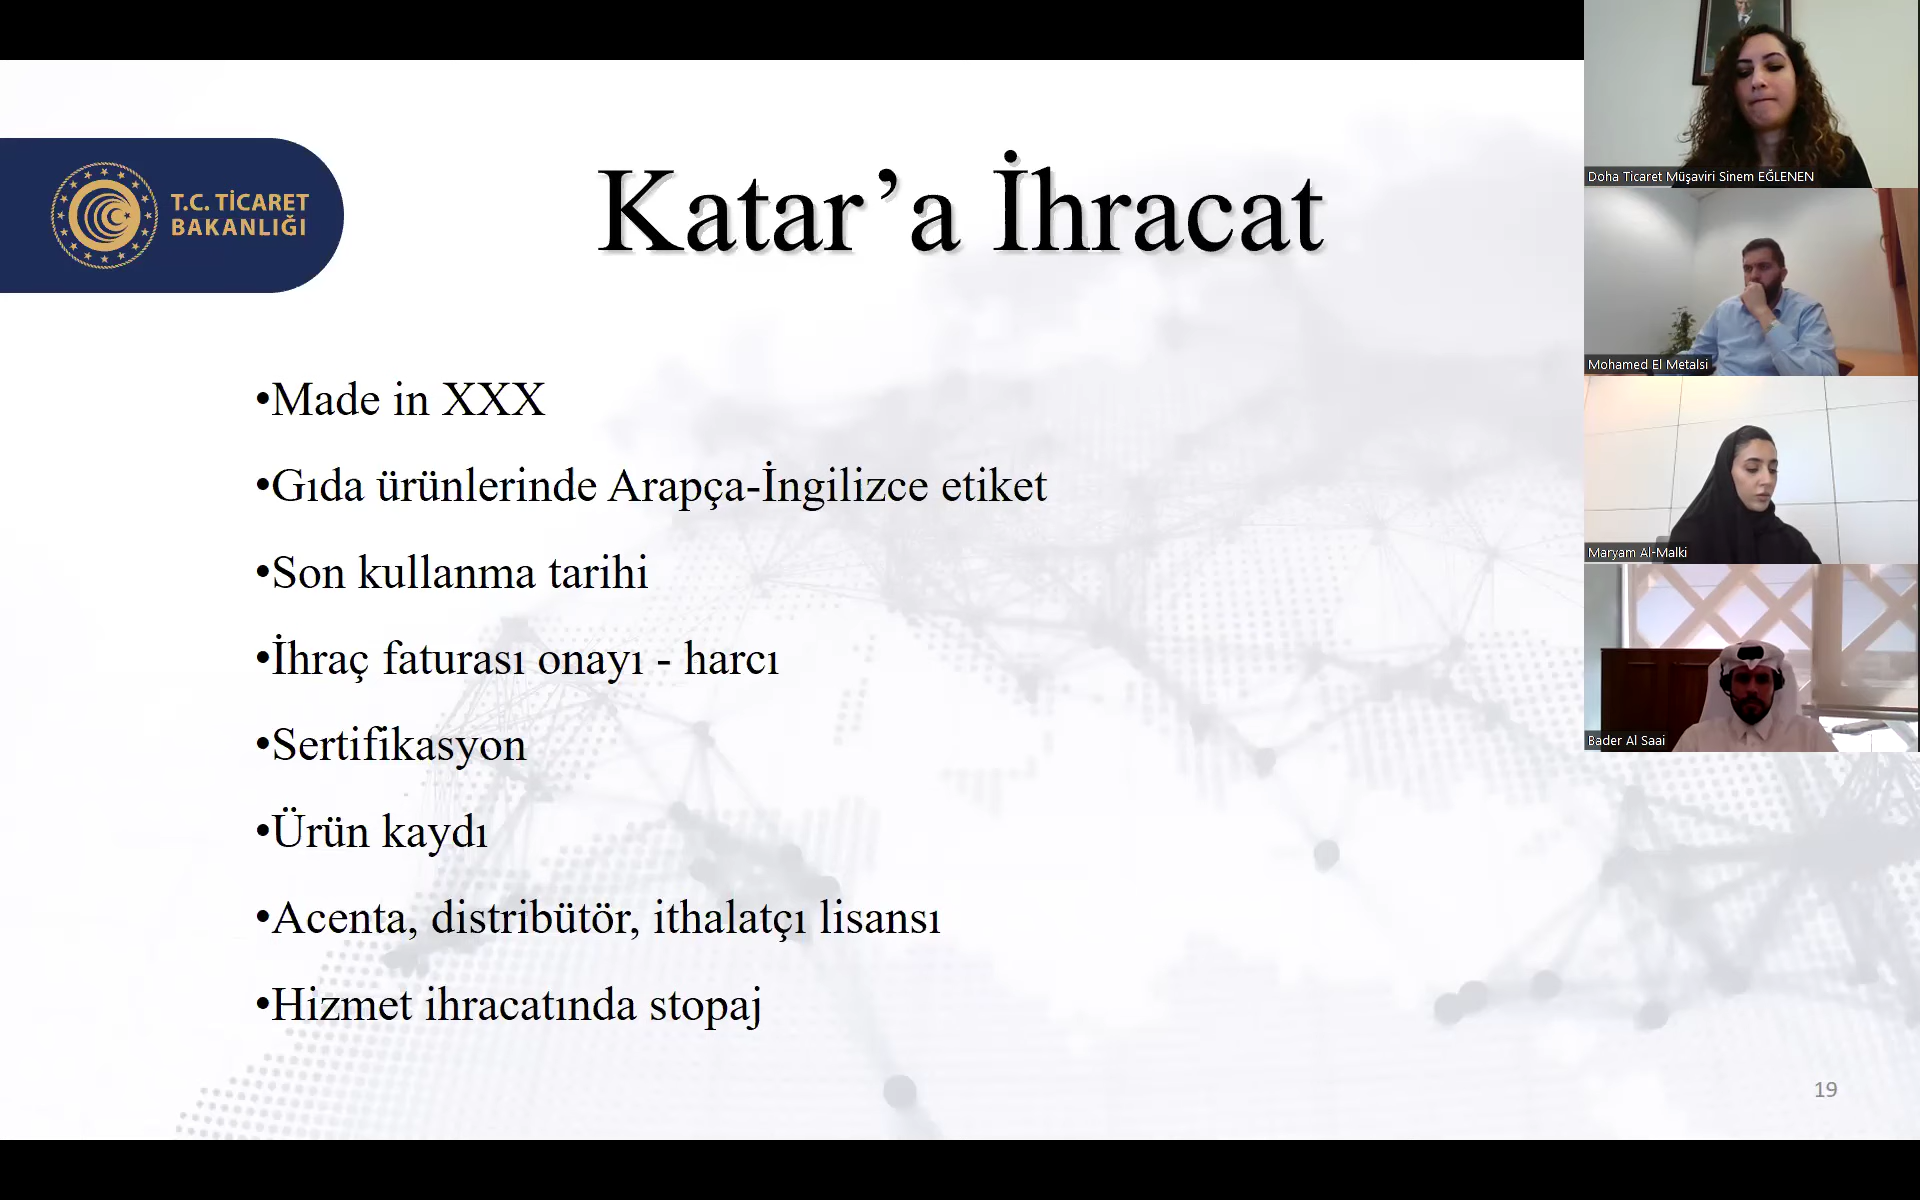 T.C. TİCARET
BAKANLIĞI
Katar’a İhracat
•Made in XXX
•Gıda ürünlerinde Arapça-İngilizce etiket
•Son kullanma tarihi
•İhraç faturası onayı - harcı
•Sertifikasyon
•Ürün kaydı
•Acenta, distribütör, ithalatçı lisansı
•Hizmet ihracatında stopaj
19
Doha Ticaret Müşaviri Sinem EĞLENEN
Mohamed El Metalsi
Maryam Al-Malki
Bader Al Saai